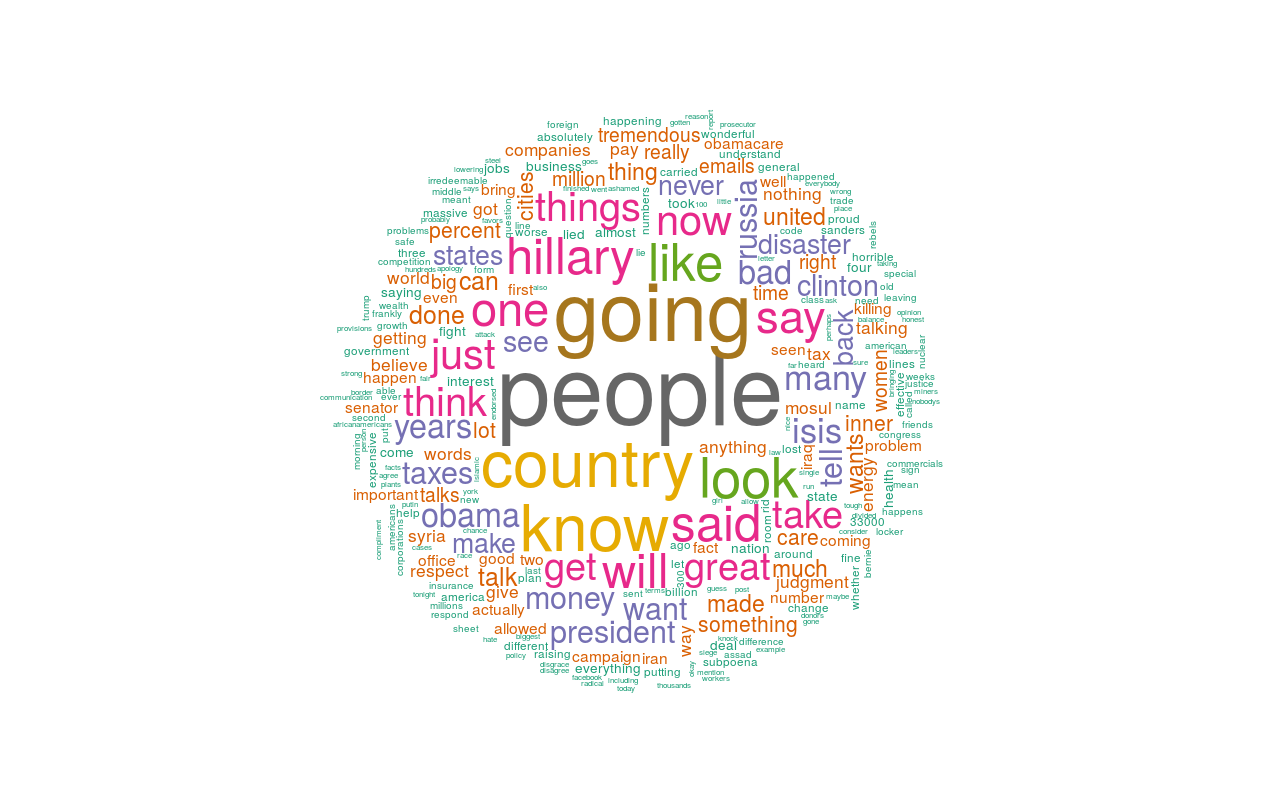 reason
report
gotten
prosecutor
foreign
happening
tremendous
wonderful
absolutely
companies
pay
really
obamacare
understand
steel
lowering
jobs
business
goes
thing
carried
emails
general
irredeemable
says
middle
meant
bring
cities
million
finished
went
ashamed
never
took
100
little
russia
well
happened
everybody
nothing
wrong
trade
place
massive
got
probably
favors
question
things
numbers
now
united
proud
problems
percent
line
worse
lied
almost
code
sanders
rebels
safe
three
states
hillary
lie
like
disaster
competition
hundreds
apology
form
bad
letter
right
horrible
four
taking
special
world
big
can
first
also
going
time
clinton
old
saying
even
class
ask
need
leaving
trump
wealth
frankly
done
one
say
perhaps
back
killing
opinion
honest
provisions
growth
fight
attack
balance
talking
getting
see
just
seen
tax
american
leaders
nuclear
government
believe
far
heard
sure
lines
strong
happen
fair
interest
people
many
women
bringing
weeks
justice
effective
miners
border
able
communication
ever
think
endorsed
mosul
name
called
nobodys
senator
second
africanamericans
years
lot
nice
isis
inner
friends
congress
morning
person
put
expensive
come
words
country
anything
law
lost
iraq
tell
wants
problem
facts
agree
plants
taxes
islamic
look
single
run
energy
health
commercials
sign
mean
important
talks
york
new
girl
allow
state
tough
happens
putin
help
obama
know
said
room
rid
take
divided
33000
compliment
americans
corporations
syria
chance
consider
locker
cases
race
make
ago
fact
nation
care
coming
around
fine
office
good
two
let
bernie
respect
last
talk
plan
get
will
300
great
much
judgment
whether
insurance
tonight
america
give
money
sent
terms
billion
guess
post
number
maybe
millions
respond
actually
want
made
change
donors
gone
sheet
allowed
president
something
hate
biggest
different
way
knock
deal
difference
example
policy
raising
campaign
iran
siege
assad
disgrace
disagree
everything
putting
okay
subpoena
mention
workers
facebook
radical
including
today
thousands